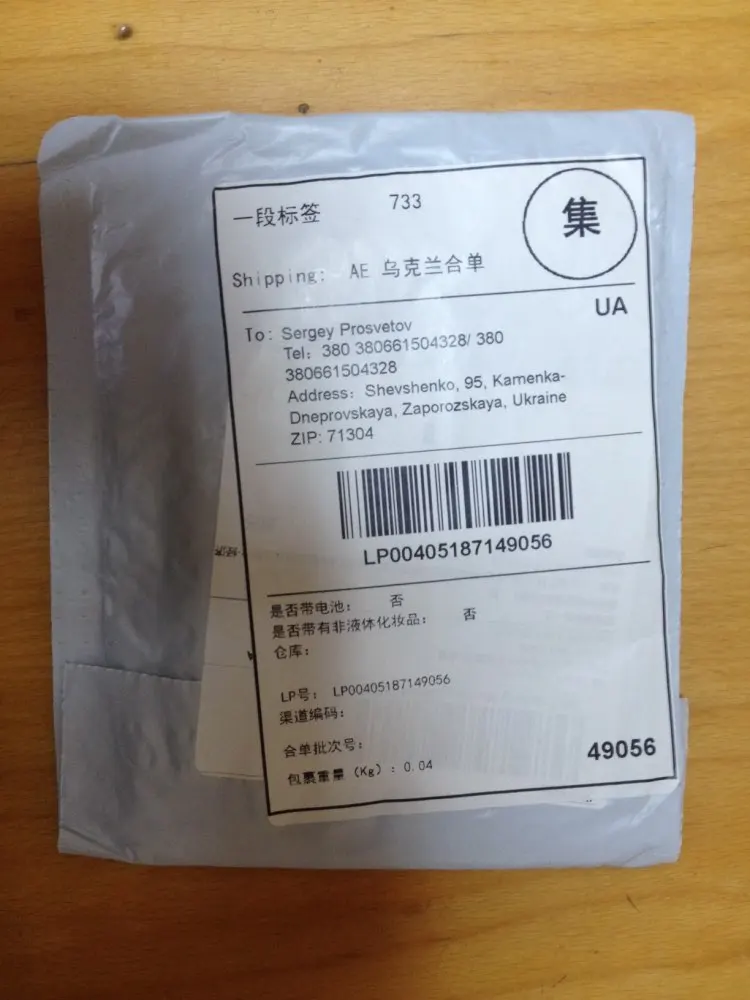 一段标签 733
集
Shipping: AE 乌克兰合单
UA
To: Sergey Prosvetov
Tel: 380 380661504328/ 380
380661504328
Address: Shevshenko, 95, Kamenka-
Dneprovskaya, Zaporozskaya, Ukraine
ZIP: 71304
LP00405187149056
是否带电池： 否
是否带有非液体化妆品： 否
仓库：
LP号： LP00405187149056
渠道编码：
合单批次号：
49056
包裹重量（Kg）：0.04